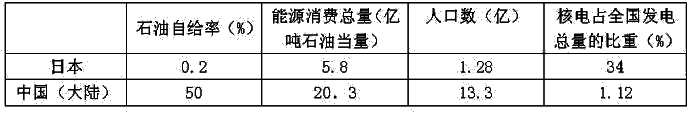 石油自给率（%） 能源消费总量（亿吨石油当量） 人口数（亿） 核电占全国发电总量的比重（%）
日本 0.2 5.8 1.28 34
中国（大陆） 50 20.3 13.3 1.12